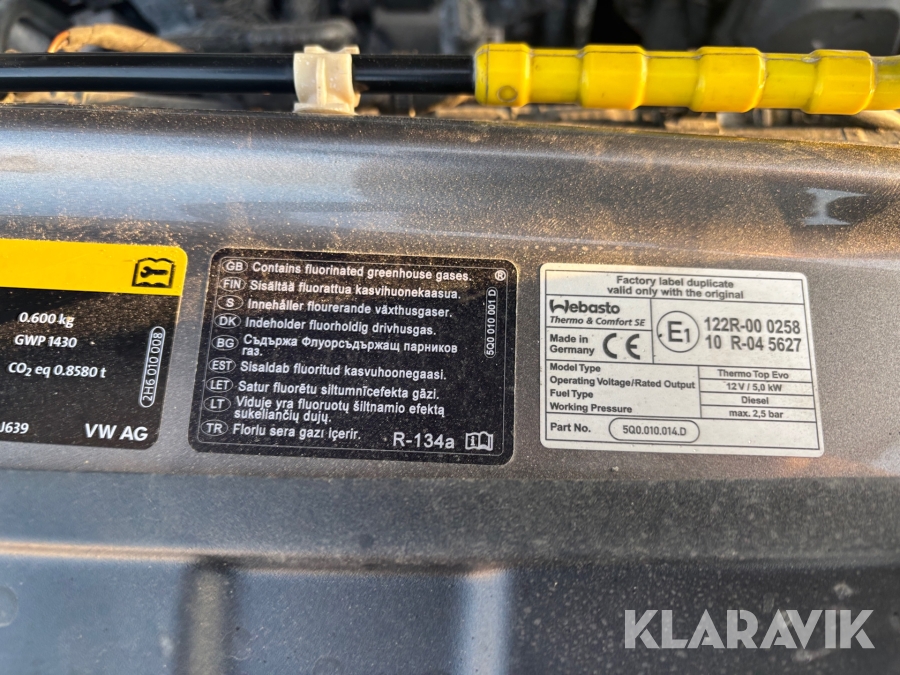 0.600 kg
GWP 1430
CO₂ eq 0.8580 t
2H6 010 008
J639
VW AG
GB Contains fluorinated greenhouse gases. ®
FIN Sisältää fluorattua kasvihuonekaasua.
S Innehåller flourerande växthusgaser.
DK Indeholder fluorholdig drivhusgas.
BG Съдържа Флуорсъдържащ парников
газ.
EST Sisaldab fluoritud kasvuhoonegaasi.
LET Satur fluorētu siltumnīcefekta gāzi.
LT Viduje yra fluoruotų šiltnamio efektą
sukeliančių dujų.
TR Florlu sera gazı içerir.
R-134a
5Q0 010 001 D
Factory label duplicate
valid only with the original
Webasto
Thermo & Comfort SE
Made in
Germany
CE
E1
122R-00 0258
10 R-04 5627
Model Type Thermo Top Evo
Operating Voltage/Rated Output 12 V / 5,0 kW
Fuel Type Diesel
Working Pressure max. 2,5 bar
Part No. 5Q0.010.014.D
KLARAVIK